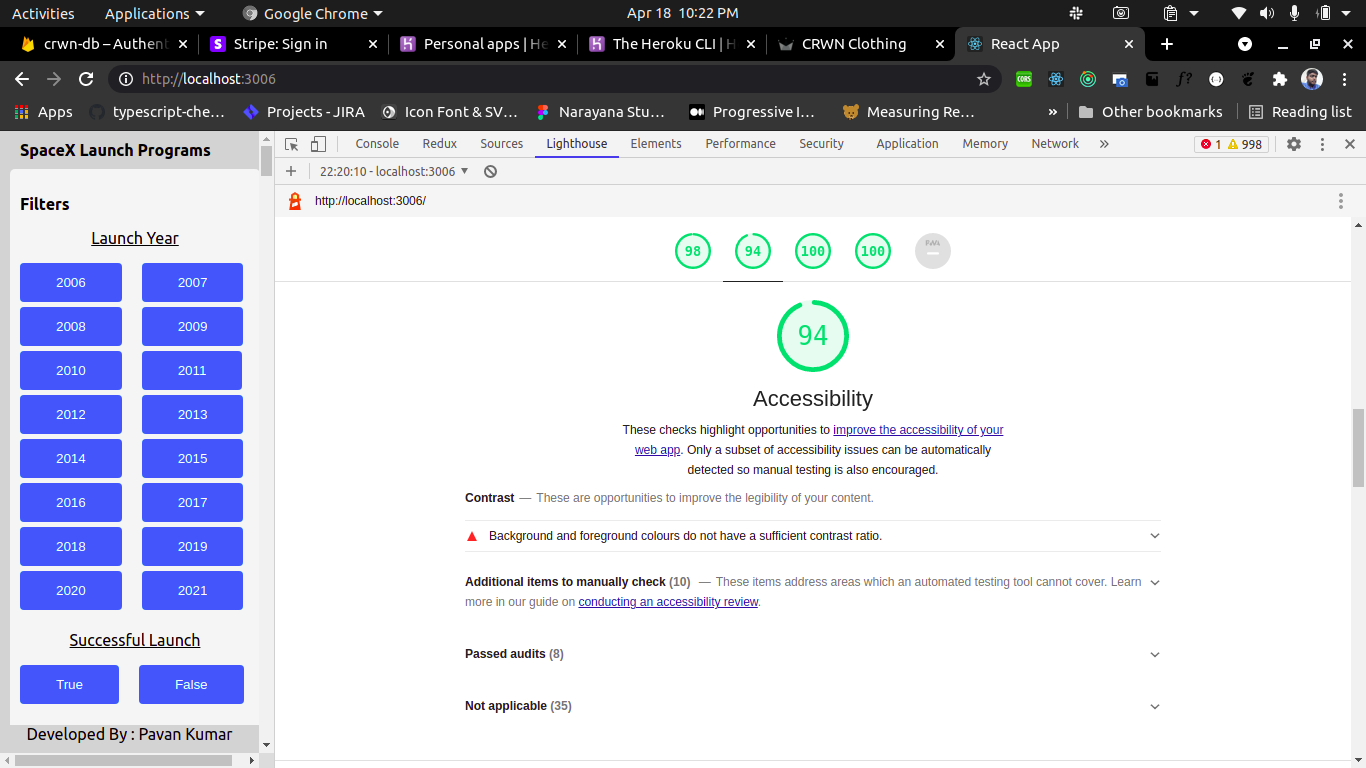 Activities Applications Google Chrome Apr 18 10:22 PM
crwn-db – Authent Stripe: Sign in Personal apps | He The Heroku CLI | H CRWN Clothing React App
http://localhost:3006 CORS f?
Apps typescript-che… Projects - JIRA Icon Font & SV… Narayana Stu… Progressive I… Measuring Re… » Other bookmarks Reading list
SpaceX Launch Programs
Filters
Launch Year
2006 2007
2008 2009
2010 2011
2012 2013
2014 2015
2016 2017
2018 2019
2020 2021
Successful Launch
True False
Developed By : Pavan Kumar
Console Redux Sources Lighthouse Elements Performance Security Application Memory Network » 1 998
22:20:10 - localhost:3006
http://localhost:3006/
98 94 100 100 PWA
94
Accessibility
These checks highlight opportunities to improve the accessibility of your
web app. Only a subset of accessibility issues can be automatically
detected so manual testing is also encouraged.
Contrast — These are opportunities to improve the legibility of your content.
Background and foreground colours do not have a sufficient contrast ratio.
Additional items to manually check (10) — These items address areas which an automated testing tool cannot cover. Learn
more in our guide on conducting an accessibility review.
Passed audits (8)
Not applicable (35)